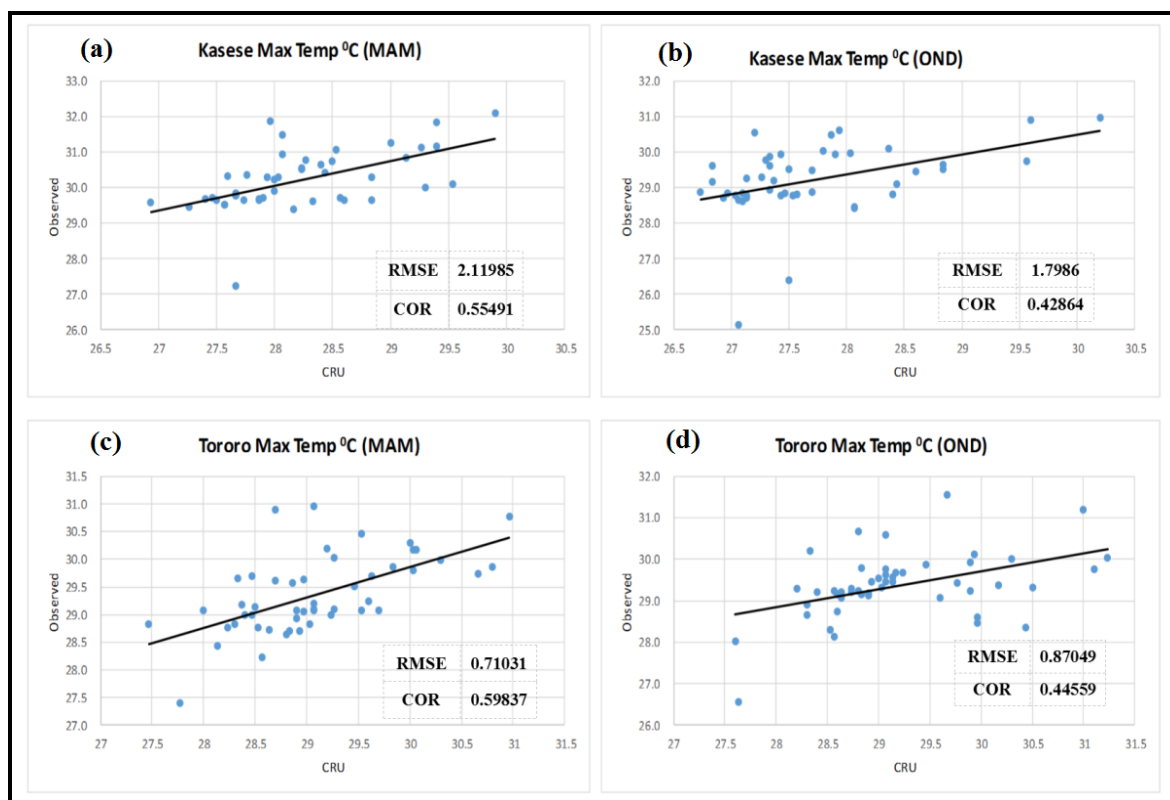 (a)
Kasese Max Temp ⁰C (MAM)
33.0
32.0
31.0
30.0
29.0
28.0
27.0
26.0
Observed
26.5 27 27.5 28 28.5 29 29.5 30 30.5
CRU
RMSE 2.11985
COR 0.55491
(b)
Kasese Max Temp ⁰C (OND)
32.0
31.0
30.0
29.0
28.0
27.0
26.0
25.0
Observed
26.5 27 27.5 28 28.5 29 29.5 30 30.5
CRU
RMSE 1.7986
COR 0.42864
(c)
Tororo Max Temp ⁰C (MAM)
31.5
31.0
30.5
30.0
29.5
29.0
28.5
28.0
27.5
27.0
Observed
27 27.5 28 28.5 29 29.5 30 30.5 31 31.5
CRU
RMSE 0.71031
COR 0.59837
(d)
Tororo Max Temp ⁰C (OND)
32.0
31.0
30.0
29.0
28.0
27.0
26.0
Observed
27 27.5 28 28.5 29 29.5 30 30.5 31 31.5
CRU
RMSE 0.87049
COR 0.44559